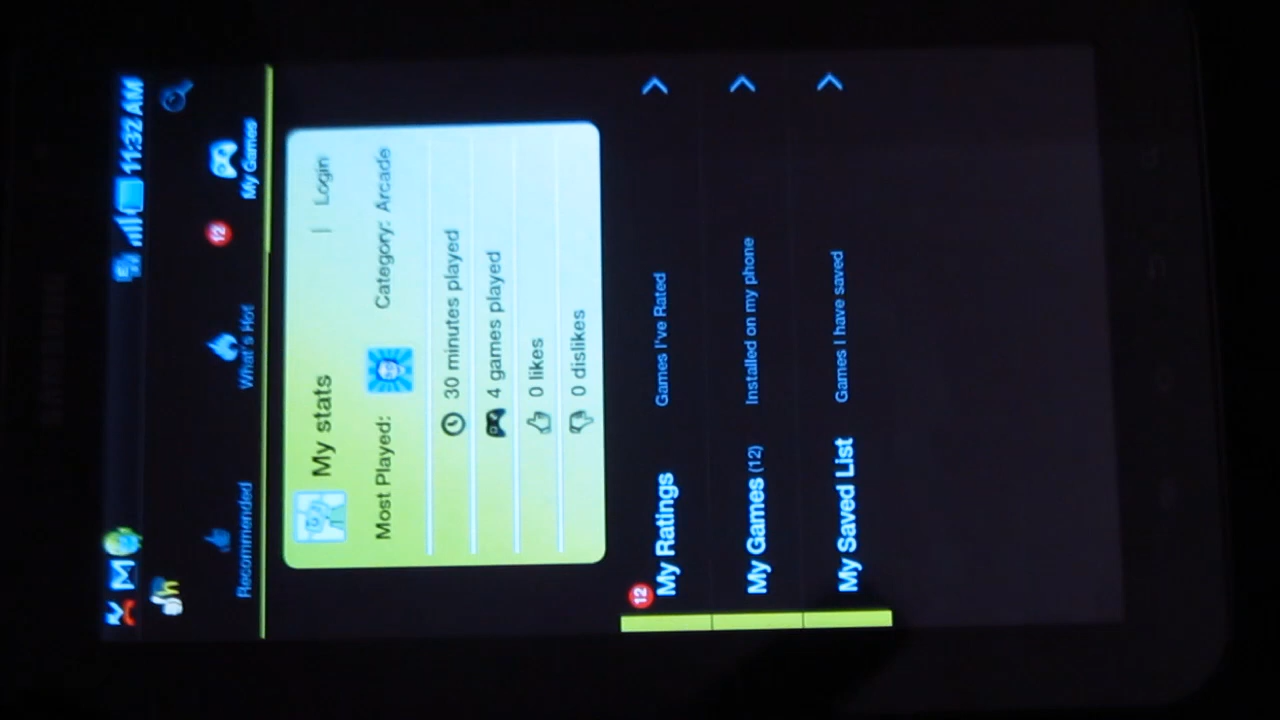 11:32 AM
Recommended
What's Hot
12
My Games
My stats | Login
Most Played: Category: Arcade
30 minutes played
4 games played
0 likes
0 dislikes
12
My Ratings Games I've Rated
My Games (12) Installed on my phone
My Saved List Games I have saved